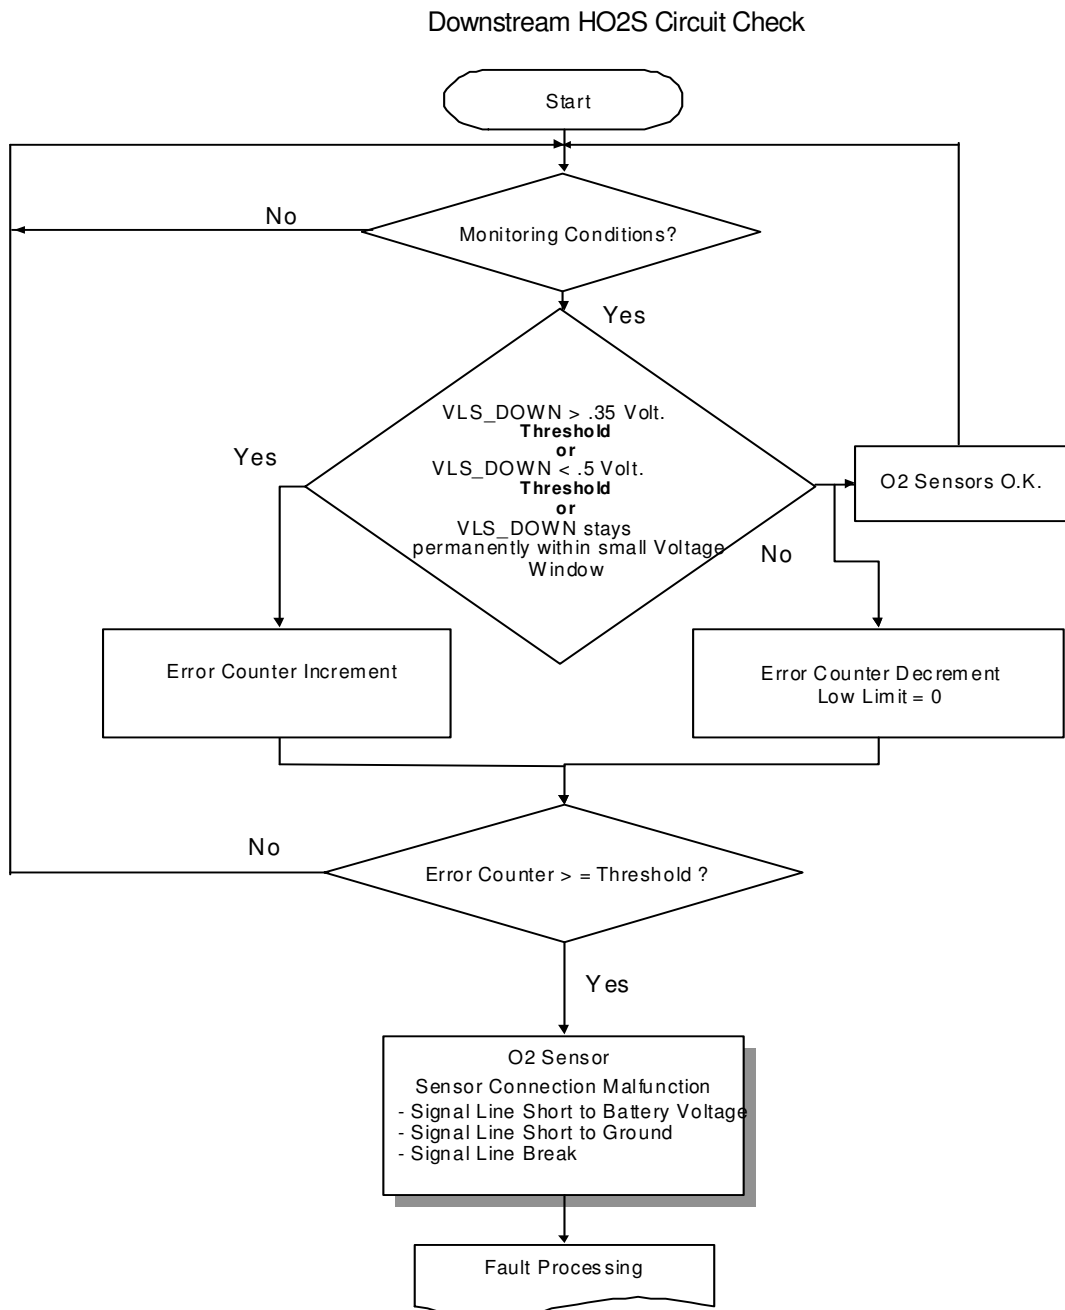 Downstream HO2S Circuit Check
Start
No
Monitoring Conditions?
Yes
VLS_DOWN > .35 Volt.
Threshold
or
VLS_DOWN < .5 Volt.
Threshold
or
VLS_DOWN stays
permanently within small Voltage
Window
Yes
O2 Sensors O.K.
No
Error Counter Increment
Error Counter Decrement
Low Limit = 0
No
Error Counter > = Threshold ?
Yes
O2 Sensor
Sensor Connection Malfunction
- Signal Line Short to Battery Voltage
- Signal Line Short to Ground
- Signal Line Break
Fault Processing